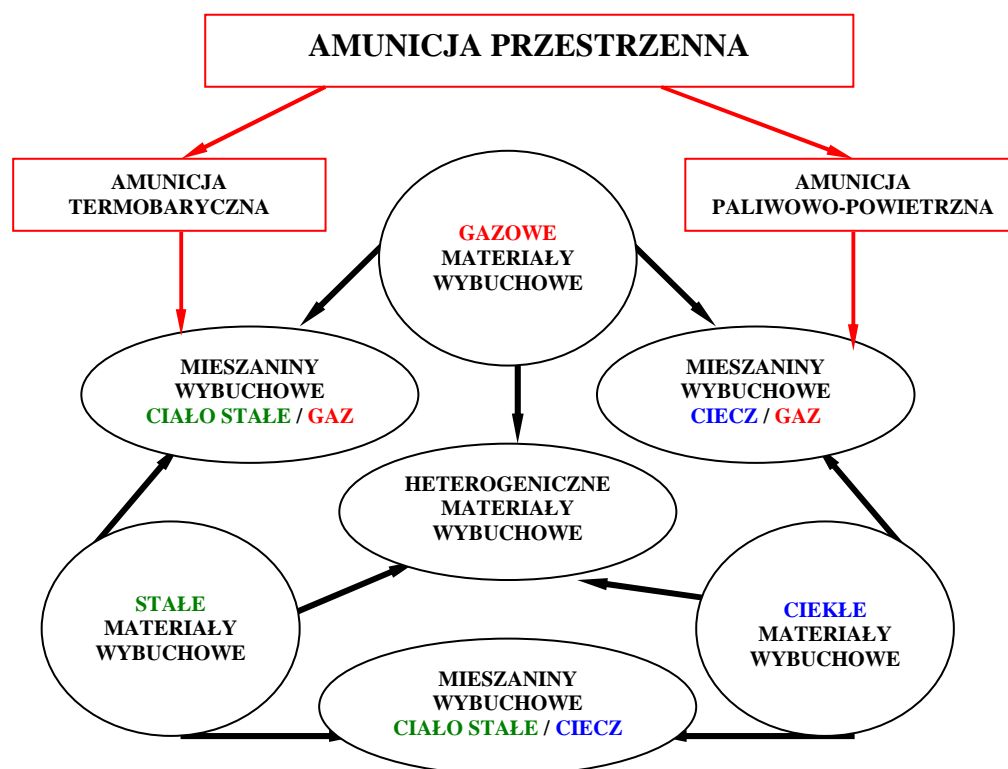 AMUNICJA PRZESTRZENNA
AMUNICJA
TERMOBARYCZNA
AMUNICJA
PALIWOWO-POWIETRZNA
GAZOWE
MATERIAŁY
WYBUCHOWE
MIESZANINY
WYBUCHOWE
CIAŁO STAŁE / GAZ
MIESZANINY
WYBUCHOWE
CIECZ / GAZ
HETEROGENICZNE
MATERIAŁY
WYBUCHOWE
STAŁE
MATERIAŁY
WYBUCHOWE
CIEKŁE
MATERIAŁY
WYBUCHOWE
MIESZANINY
WYBUCHOWE
CIAŁO STAŁE / CIECZ